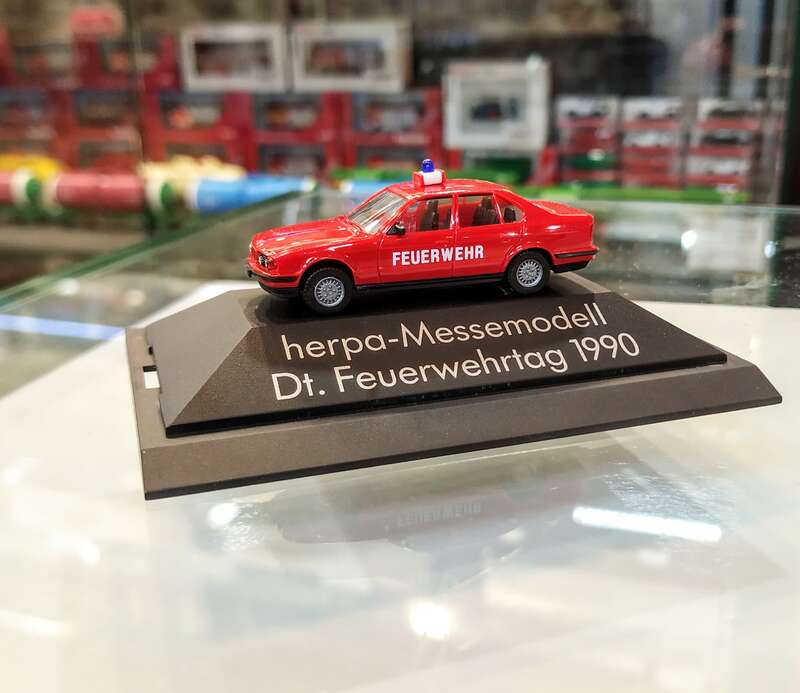 FEUERWEHR
herpa-Messemodell
Dt. Feuerwehrtag 1990